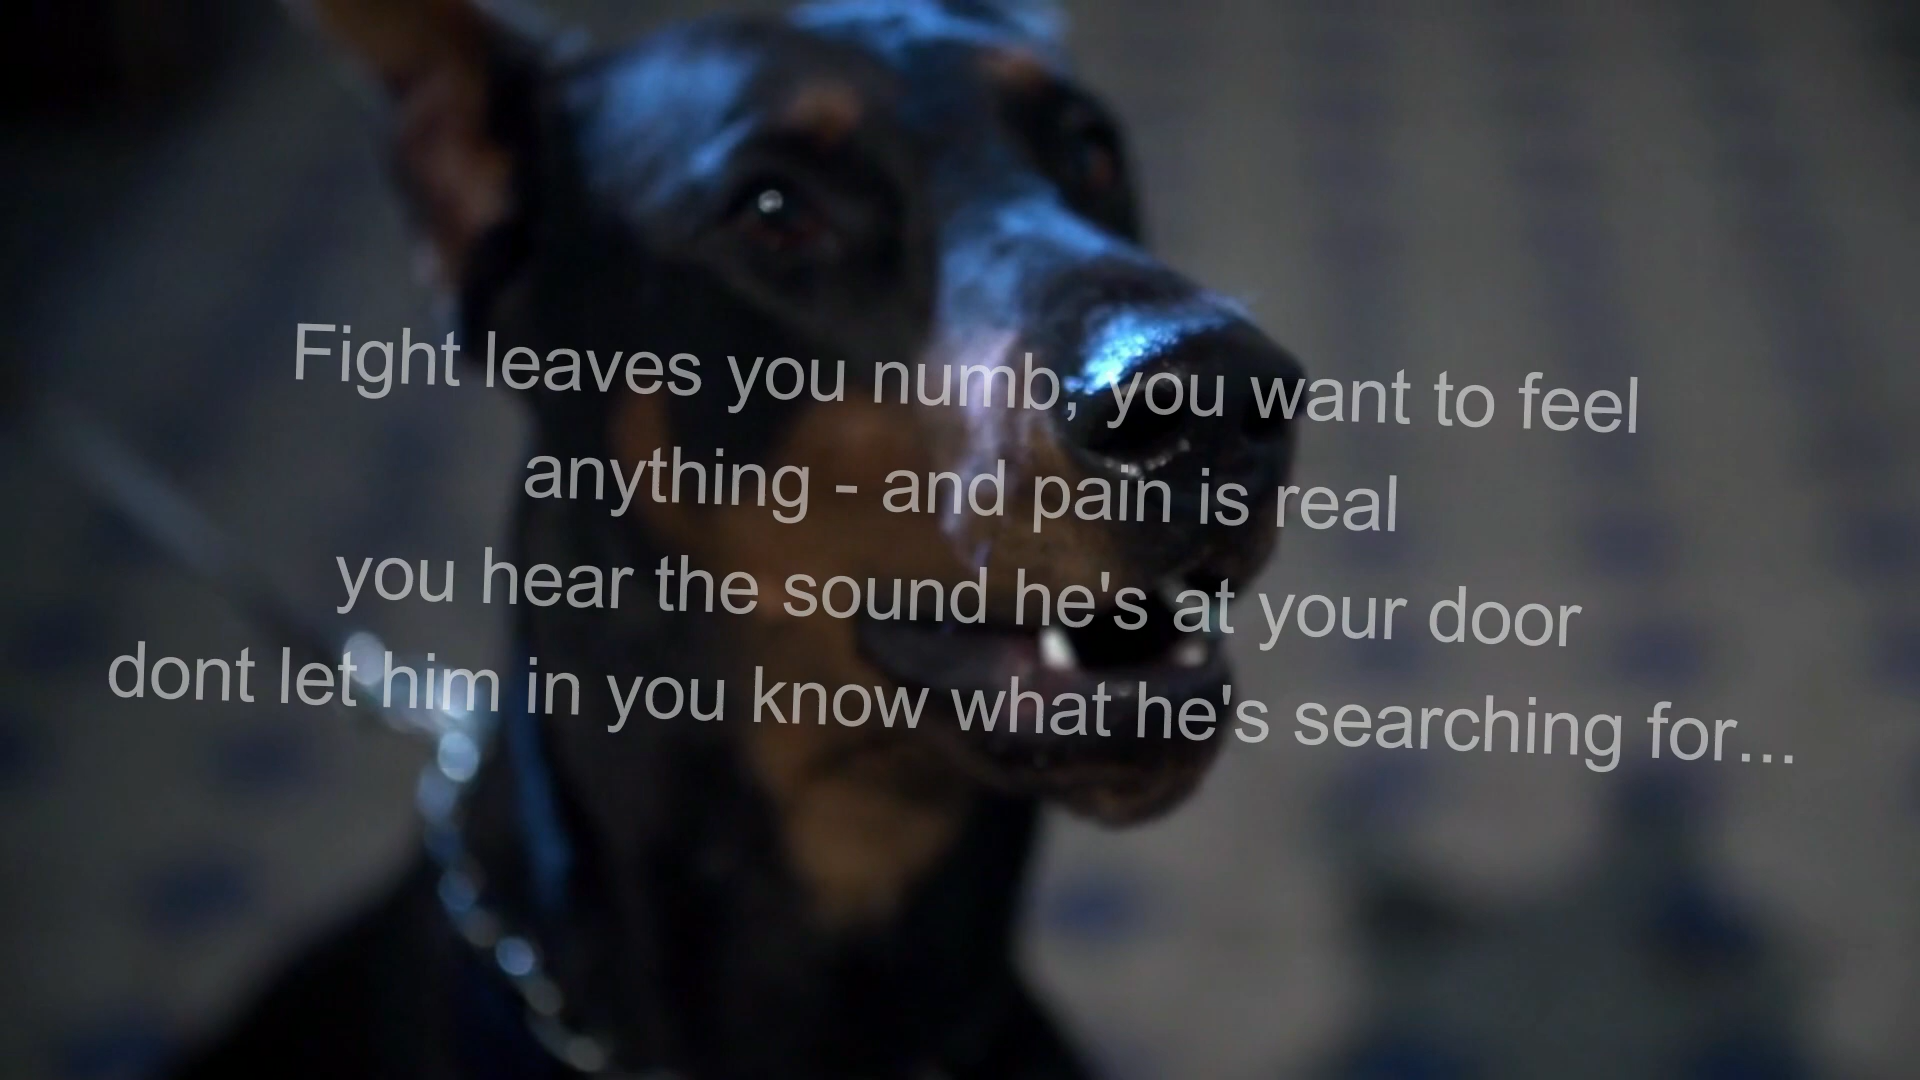 Fight leaves you numb, you want to feel
anything - and pain is real
you hear the sound he's at your door
dont let him in you know what he's searching for...